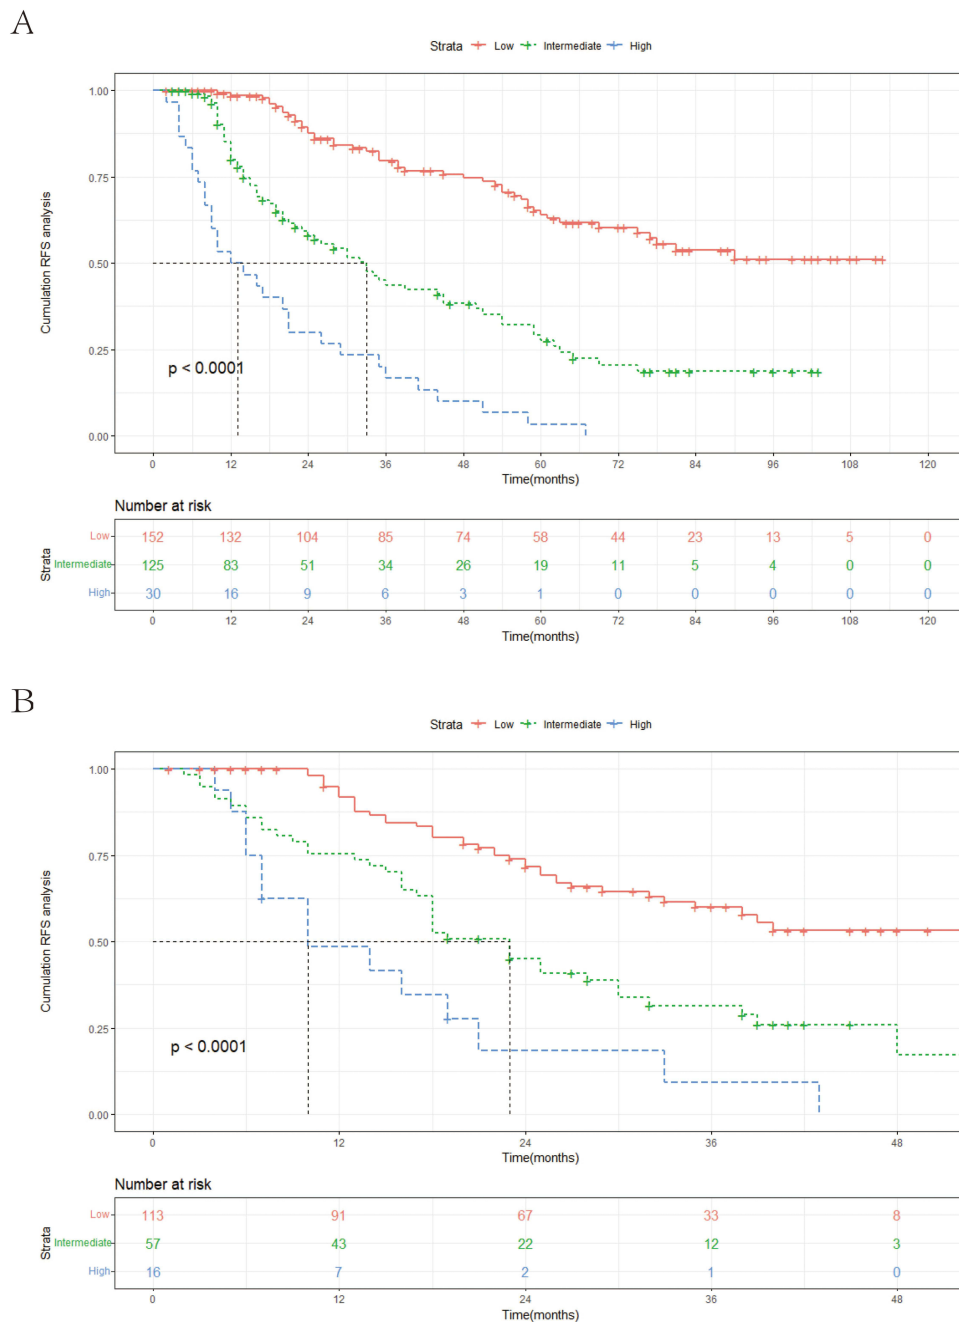 A
Strata Low Intermediate High
Cumulation RFS analysis
1.00
0.75
0.50
0.25
0.00
p < 0.0001
0 12 24 36 48 60 72 84 96 108 120
Time(months)
Number at risk
Strata
Low 152 132 104 85 74 58 44 23 13 5 0
Intermediate 125 83 51 34 26 19 11 5 4 0 0
High 30 16 9 6 3 1 0 0 0 0 0
0 12 24 36 48 60 72 84 96 108 120
Time(months)
B
Strata Low Intermediate High
Cumulation RFS analysis
1.00
0.75
0.50
0.25
0.00
p < 0.0001
0 12 24 36 48
Time(months)
Number at risk
Strata
Low 113 91 67 33 8
Intermediate 57 43 22 12 3
High 16 7 2 1 0
0 12 24 36 48
Time(months)